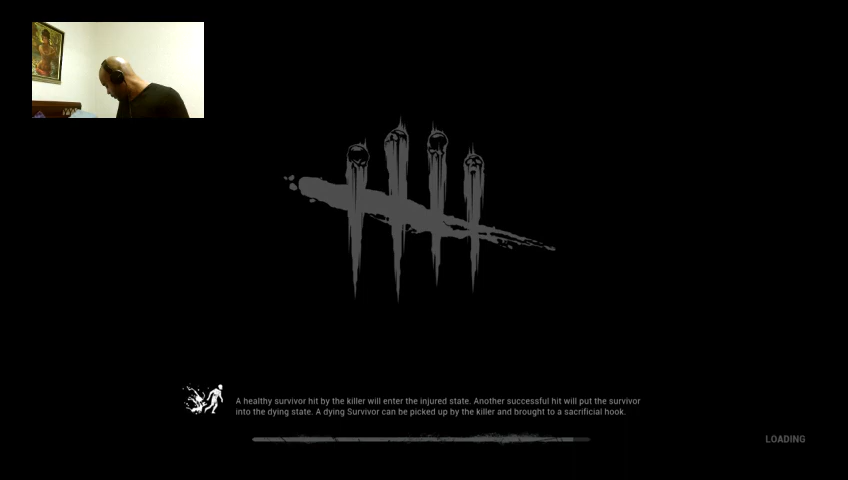 A healthy survivor hit by the killer will enter the injured state. Another successful hit will put the survivor
into the dying state. A dying Survivor can be picked up by the killer and brought to a sacrificial hook.
LOADING